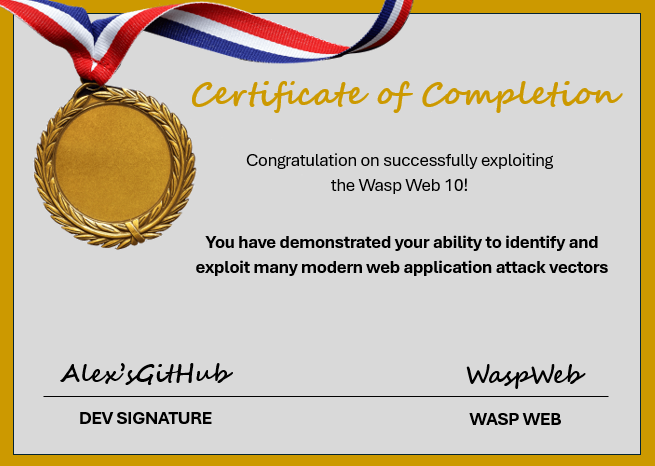 Certificate of Completion
Congratulation on successfully exploiting
the Wasp Web 10!
You have demonstrated your ability to identify and
exploit many modern web application attack vectors
Alex'sGitHub
WaspWeb
DEV SIGNATURE
WASP WEB